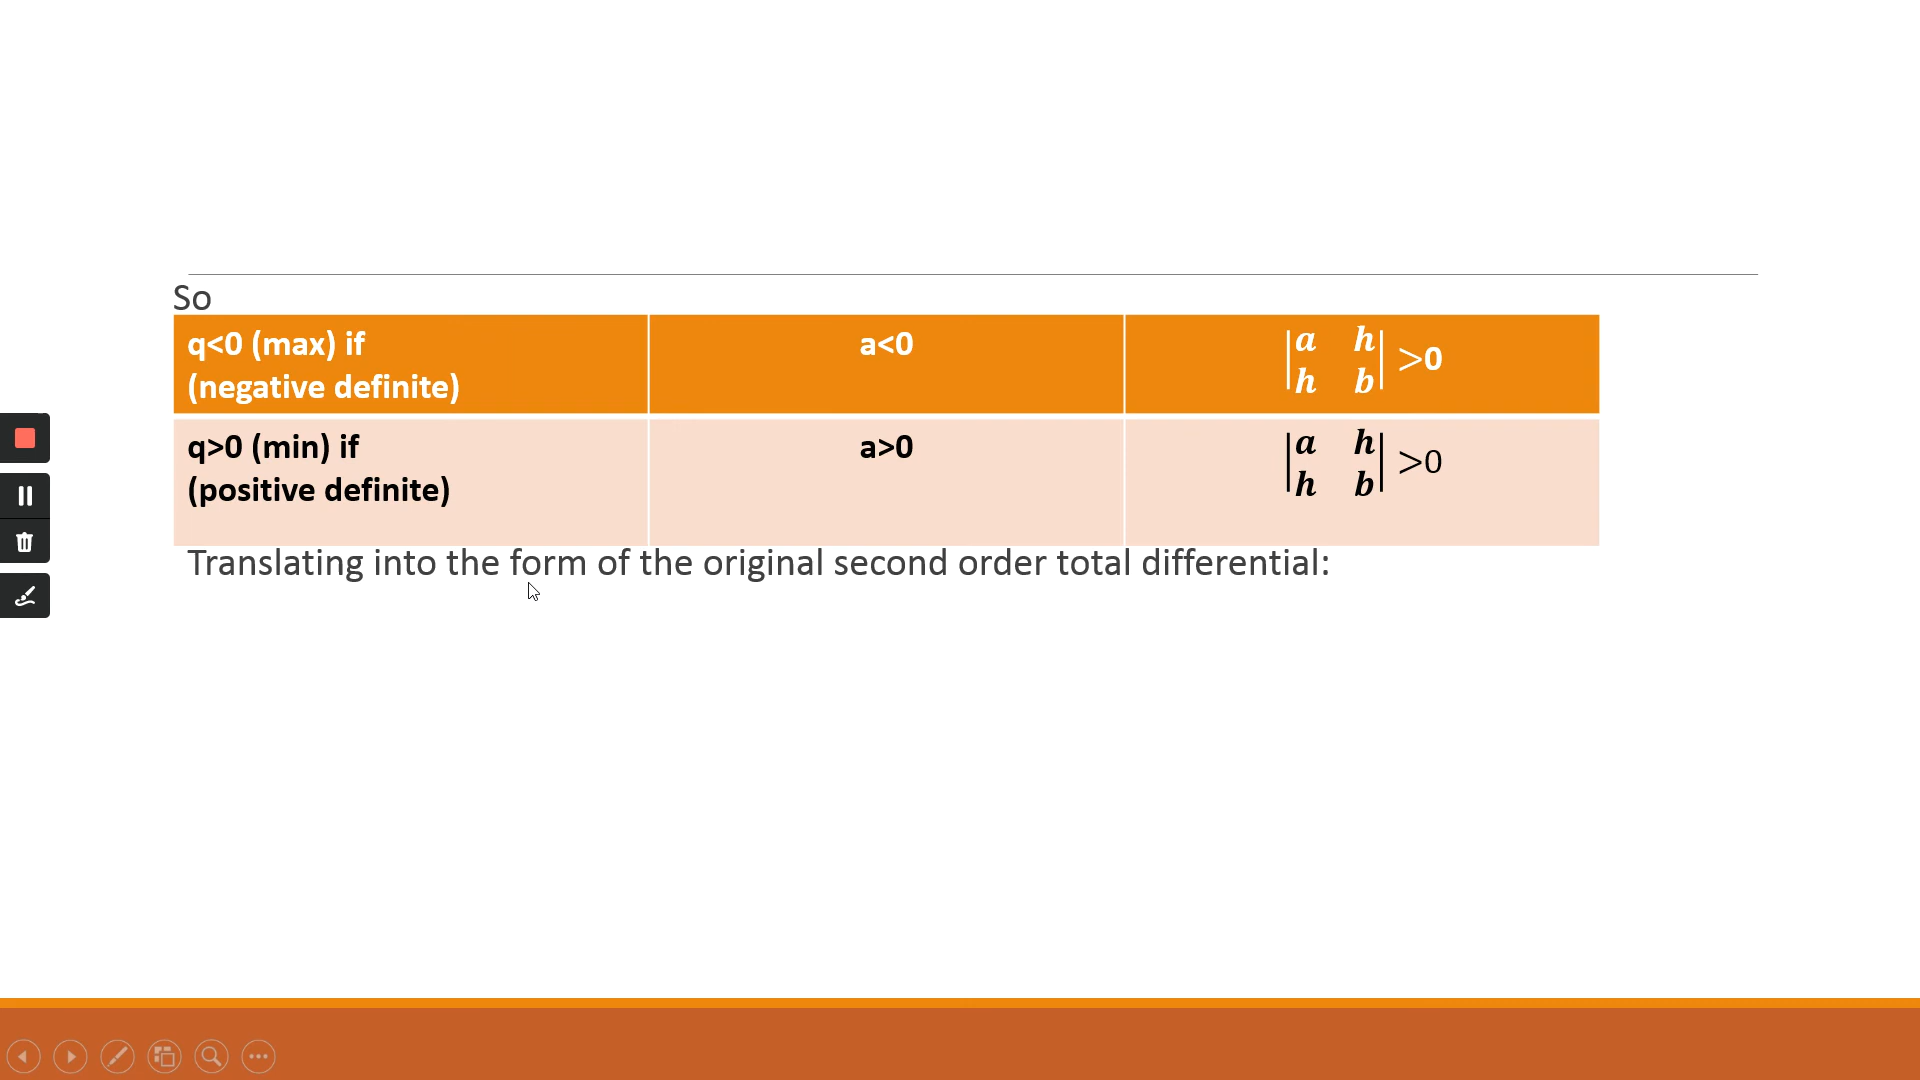 So
q<0 (max) if
(negative definite)
a<0
|a h|
|h b| >0
q>0 (min) if
(positive definite)
a>0
|a h|
|h b| >0
Translating into the form of the original second order total differential: